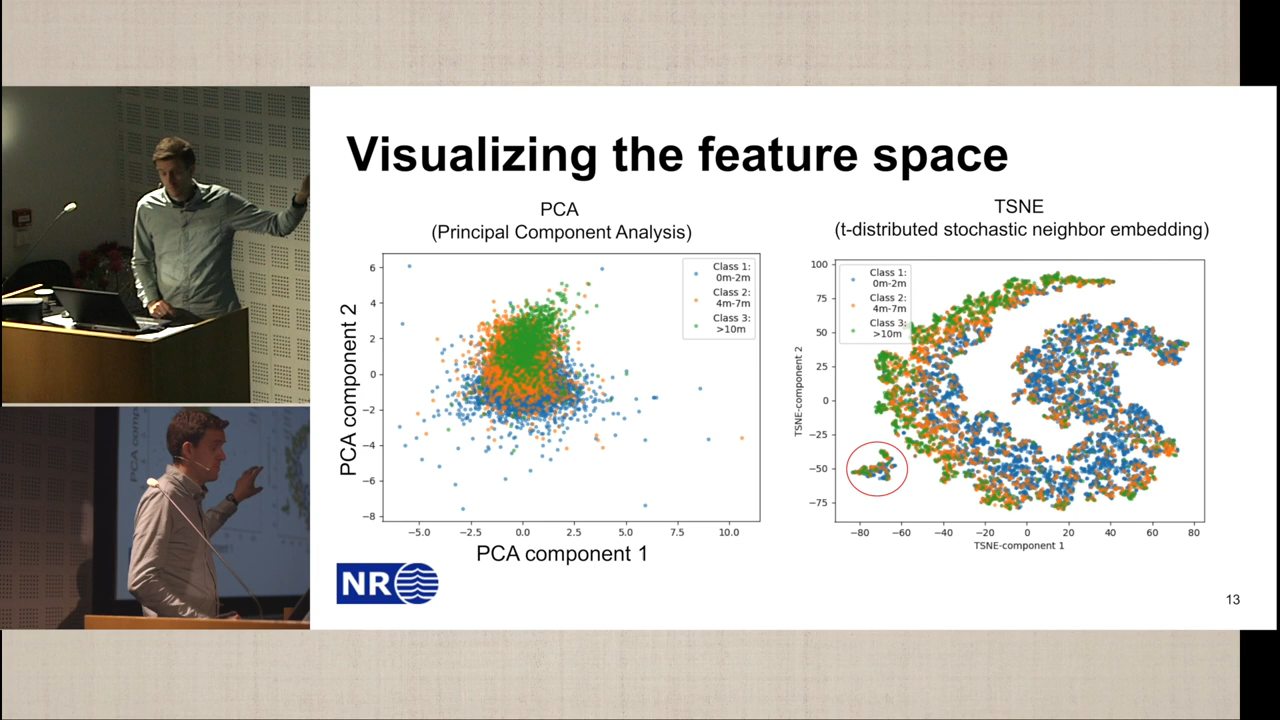 Visualizing the feature space
PCA
(Principal Component Analysis)
6
4
2
0
−2
−4
−6
−8
−5.0
−2.5
0.0
2.5
5.0
7.5
10.0
PCA component 2
PCA component 1
Class 1:
0m-2m
Class 2:
4m-7m
Class 3:
>10m
TSNE
(t-distributed stochastic neighbor embedding)
100
75
50
25
0
−25
−50
−75
−80
−60
−40
−20
0
20
40
60
80
TSNE-component 2
TSNE-component 1
Class 1:
0m-2m
Class 2:
4m-7m
Class 3:
>10m
NR
13
PCA comp